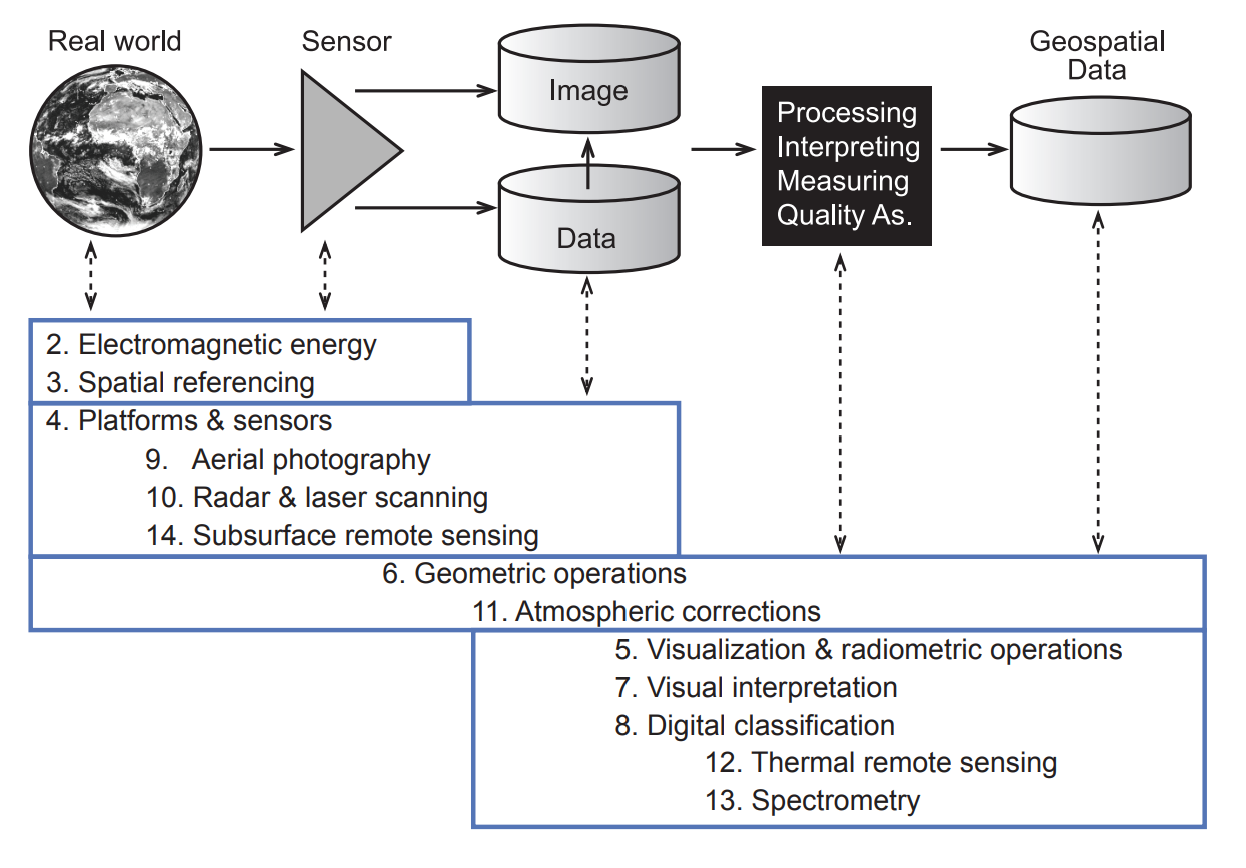 Real world
Sensor
Image
Data
Processing
Interpreting
Measuring
Quality As.
Geospatial
Data
2. Electromagnetic energy
3. Spatial referencing
4. Platforms & sensors
9. Aerial photography
10. Radar & laser scanning
14. Subsurface remote sensing
6. Geometric operations
11. Atmospheric corrections
5. Visualization & radiometric operations
7. Visual interpretation
8. Digital classification
12. Thermal remote sensing
13. Spectrometry